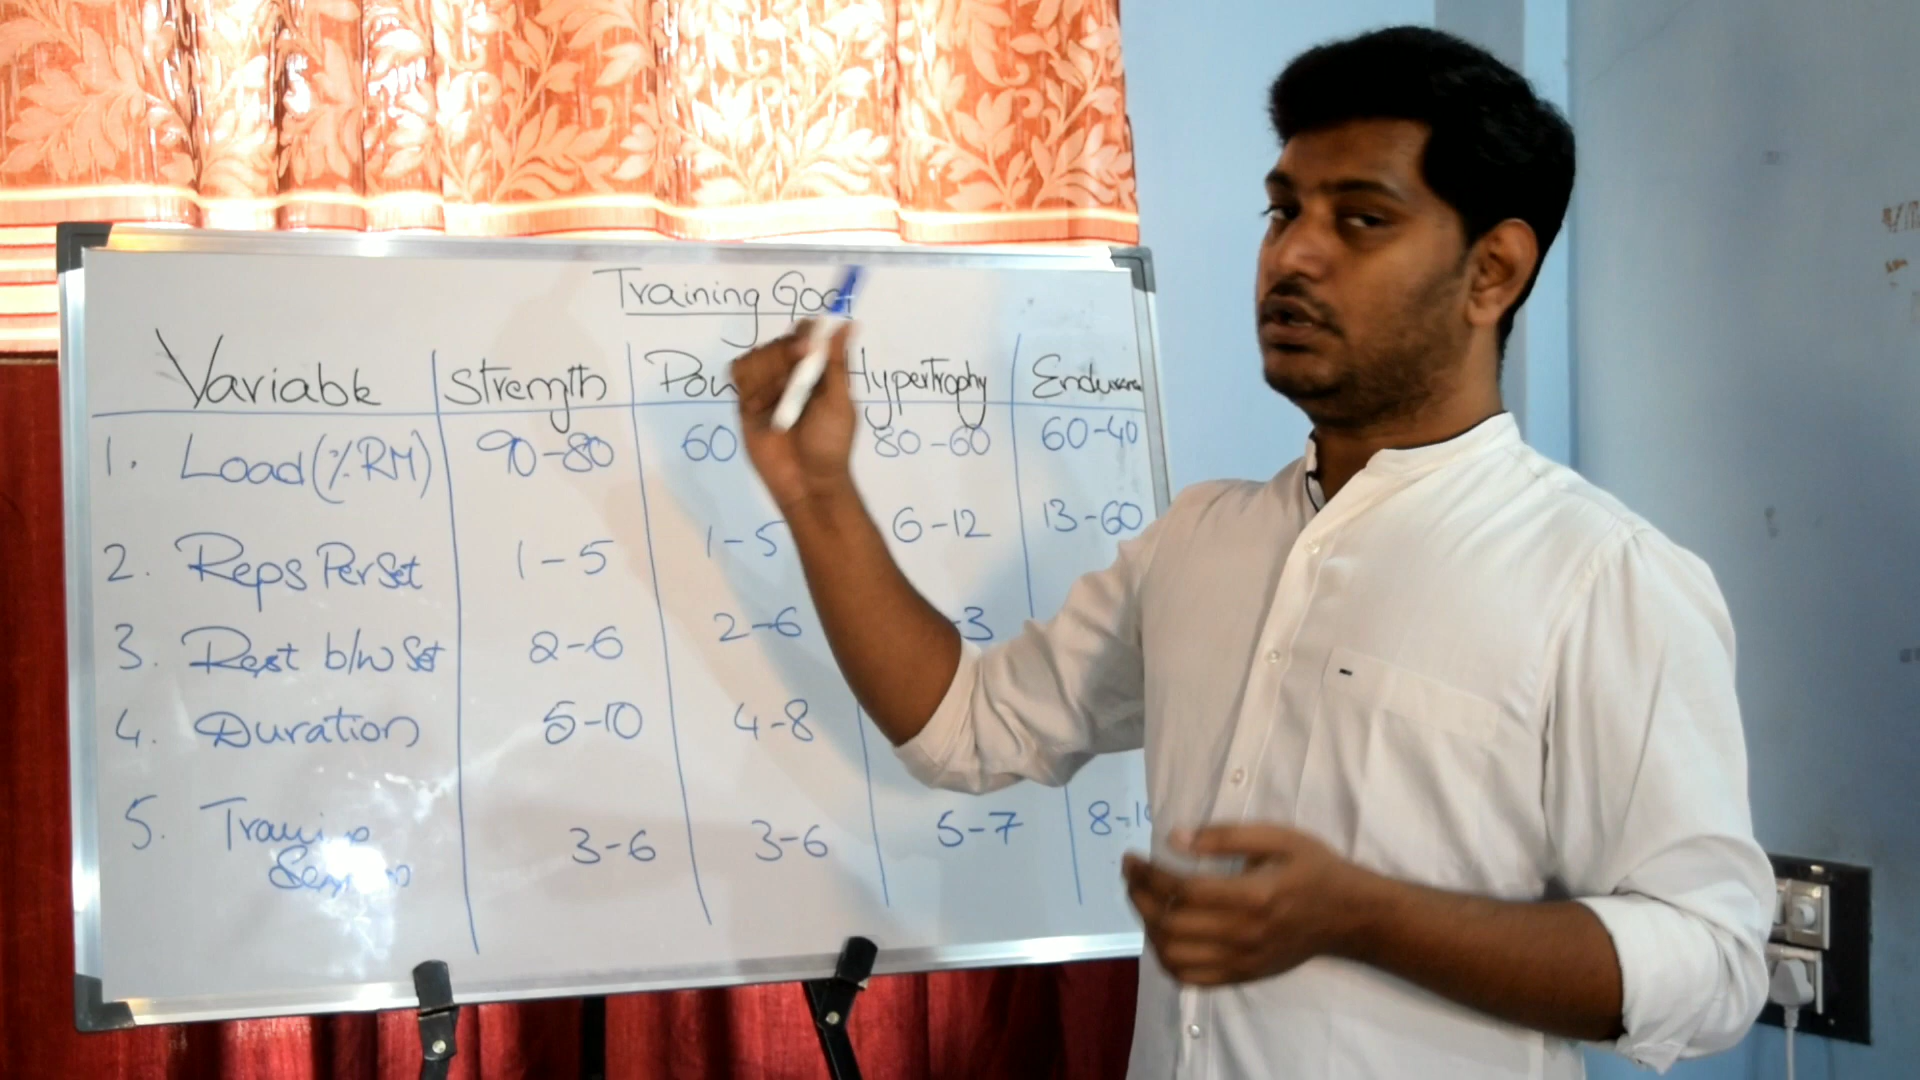 Training Goal
Variable Strength Hypertrophy
1. Load (%RM) 90-80 60 80-60 60-40
2. Reps Per Set 1-5 1-5 6-12 13-60
3. Rest b/w Set 2-6 2-6 -3
4. Duration 5-10 4-8
5. 3-6 3-6 5-7